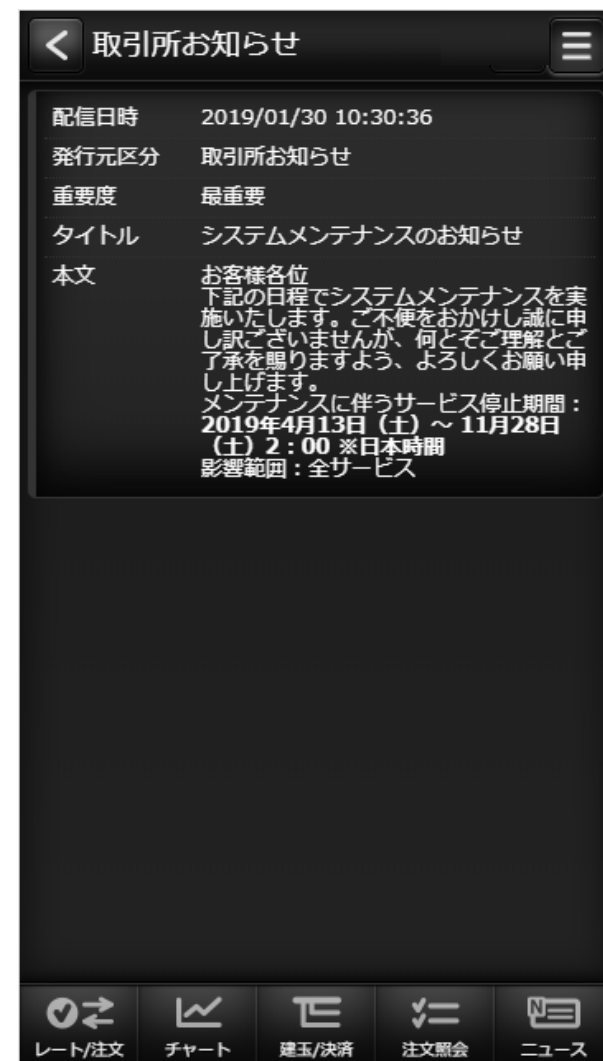 取引所お知らせ
配信日時 2019/01/30 10:30:36
発行元区分 取引所お知らせ
重要度 最重要
タイトル システムメンテナンスのお知らせ
本文 お客様各位
下記の日程でシステムメンテナンスを実
施いたします。ご不便をおかけし誠に申
し訳ございませんが、何とぞご理解とご
了承を賜りますよう、よろしくお願い申
し上げます。
メンテナンスに伴うサービス停止期間：
2019年4月13日（土）～ 11月28日
（土）2：00 ※日本時間
影響範囲：全サービス
レート/注文 チャート 建玉/決済 注文照会 ニュース